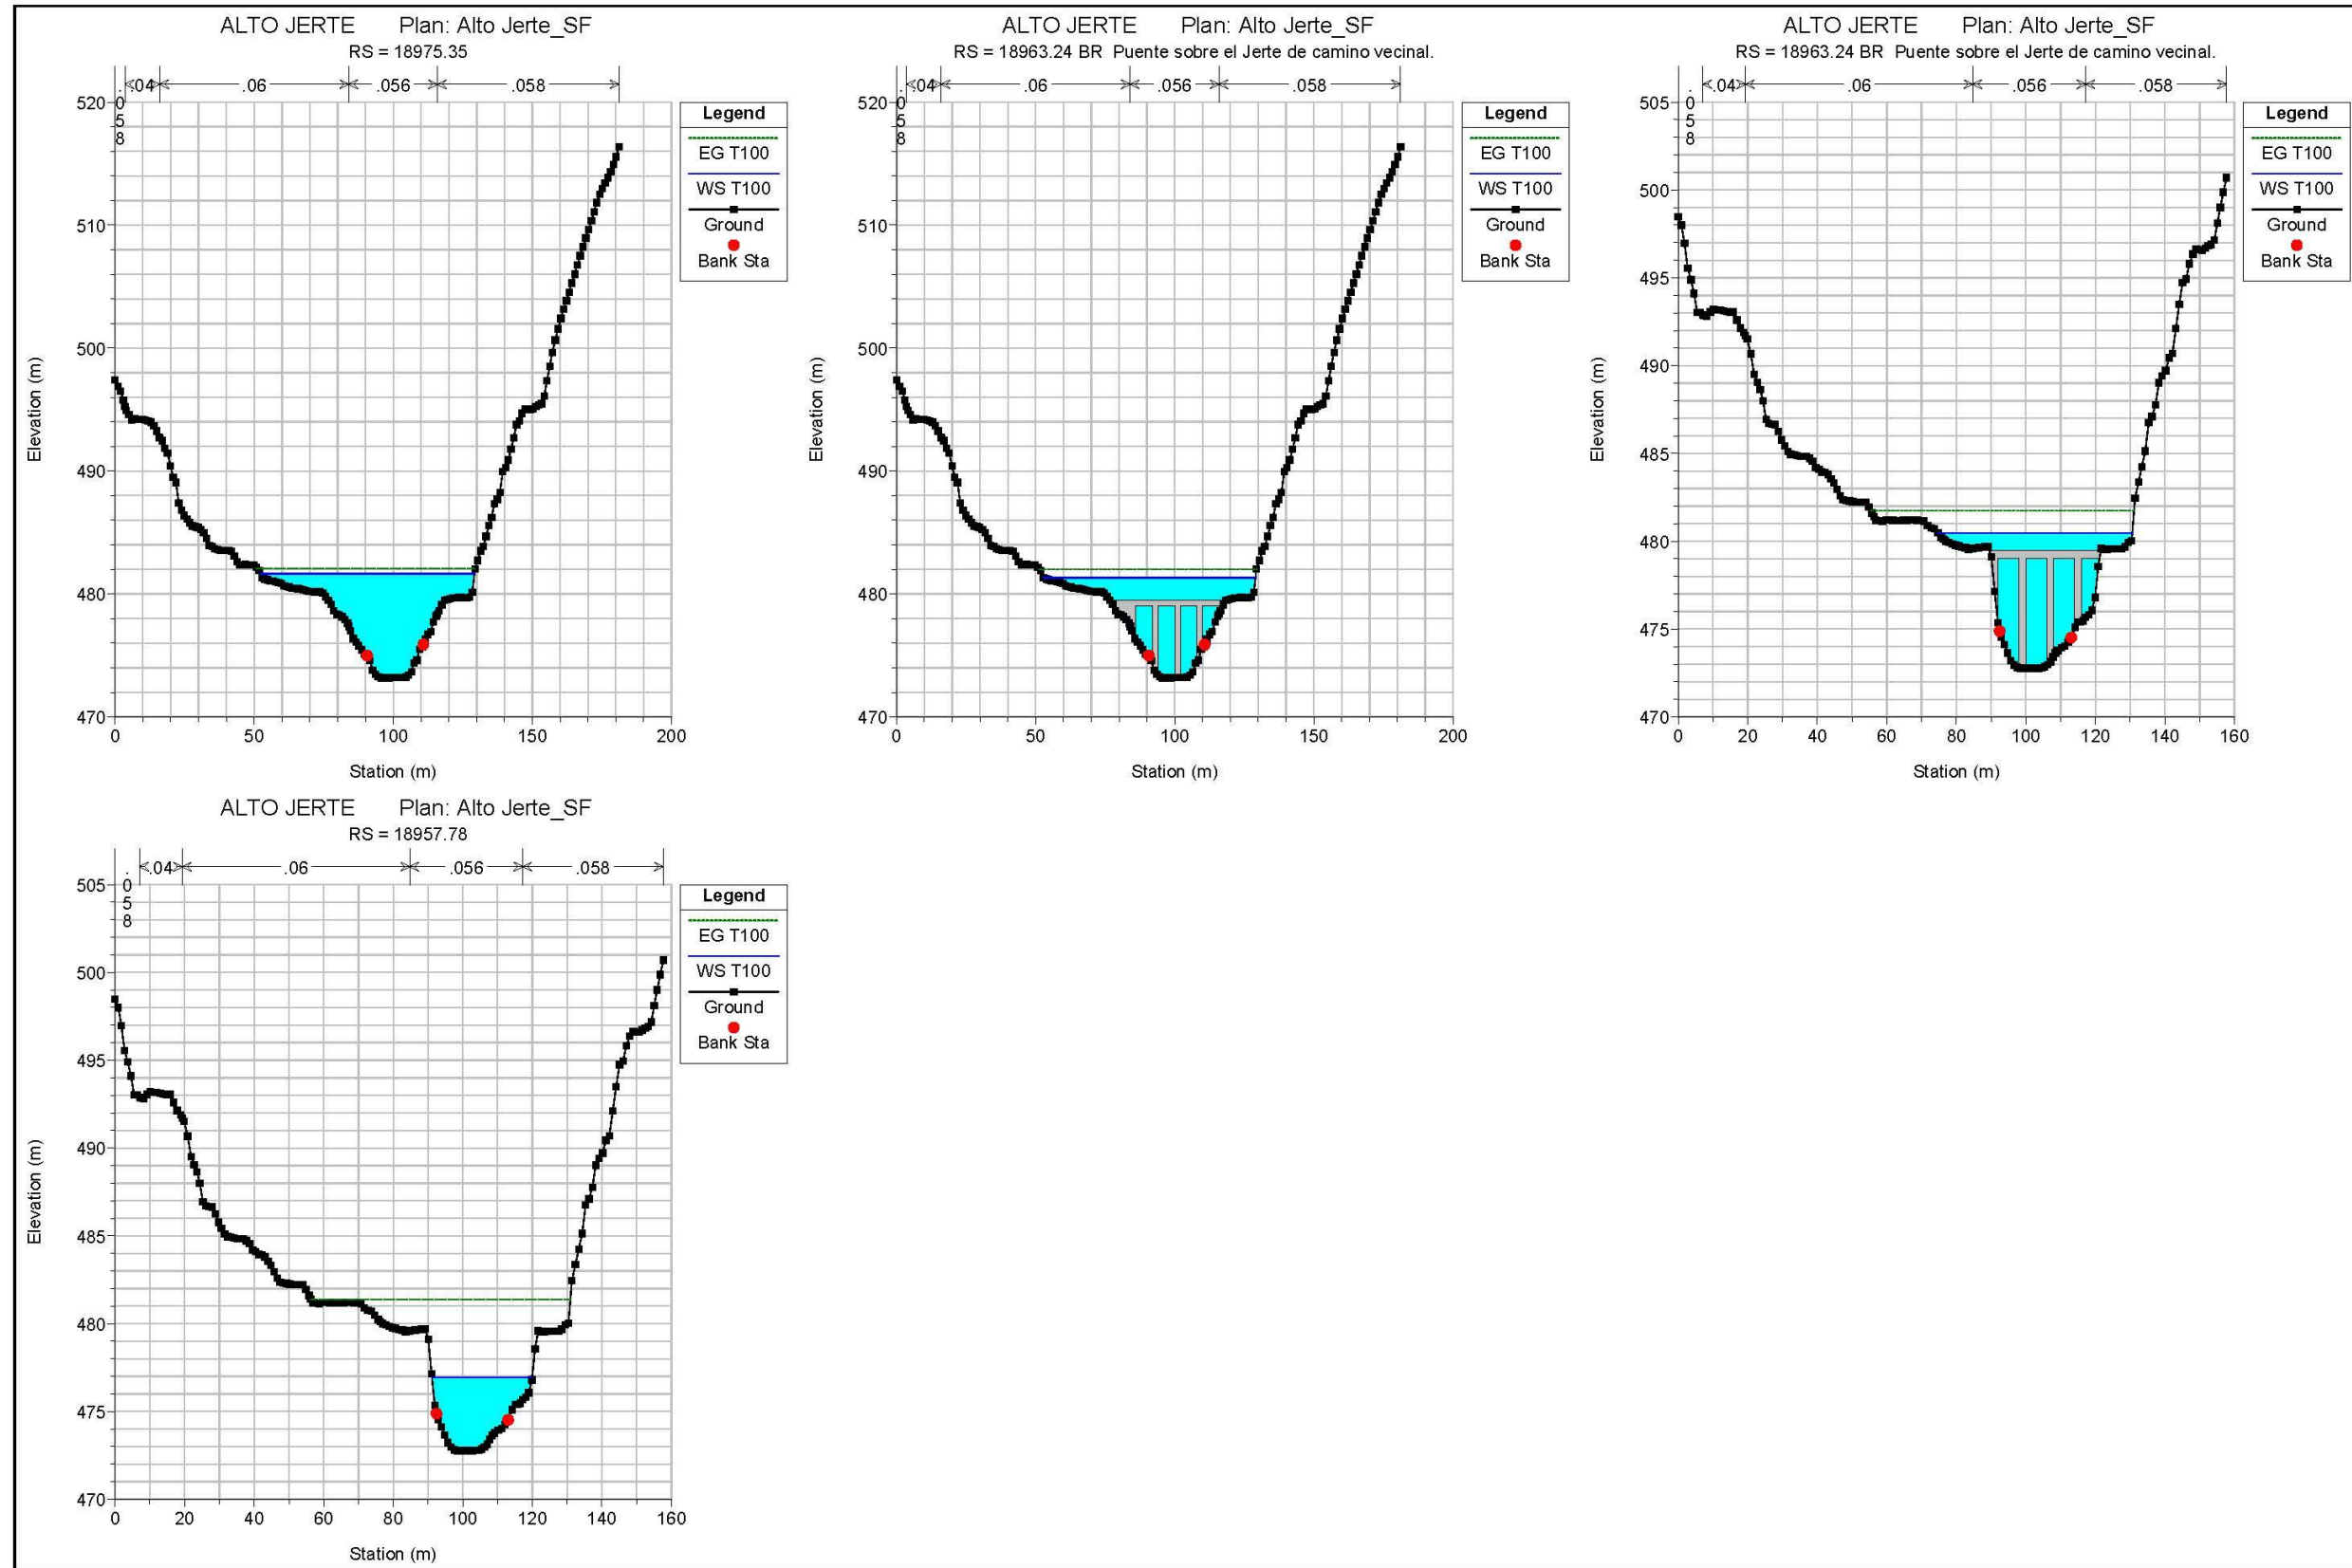 ALTO JERTE Plan: Alto Jerte_SF
RS = 18975.35
.04 .06 .056 .058
.
0
5
8
Legend
EG T100
WS T100
Ground
Bank Sta
520
510
500
490
480
470
Elevation (m)
0 50 100 150 200
Station (m)
ALTO JERTE Plan: Alto Jerte_SF
RS = 18963.24 BR Puente sobre el Jerte de camino vecinal.
.04 .06 .056 .058
.
0
5
8
Legend
EG T100
WS T100
Ground
Bank Sta
520
510
500
490
480
470
Elevation (m)
0 50 100 150 200
Station (m)
ALTO JERTE Plan: Alto Jerte_SF
RS = 18963.24 BR Puente sobre el Jerte de camino vecinal.
.04 .06 .056 .058
.
0
5
8
Legend
EG T100
WS T100
Ground
Bank Sta
505
500
495
490
485
480
475
470
Elevation (m)
0 20 40 60 80 100 120 140 160
Station (m)
ALTO JERTE Plan: Alto Jerte_SF
RS = 18957.78
.04 .06 .056 .058
.
0
5
8
Legend
EG T100
WS T100
Ground
Bank Sta
505
500
495
490
485
480
475
470
Elevation (m)
0 20 40 60 80 100 120 140 160
Station (m)